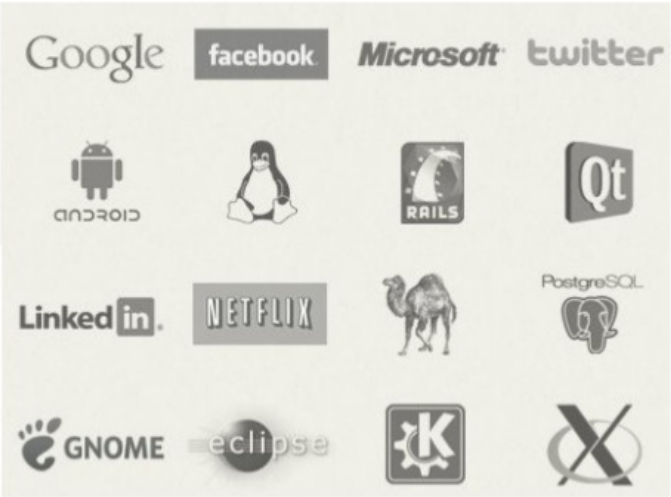 Google
facebook
Microsoft
twitter
ANDROID
RAILS
Qt
Linked in
NETFLIX
PostgreSQL
GNOME
eclipse
K
X